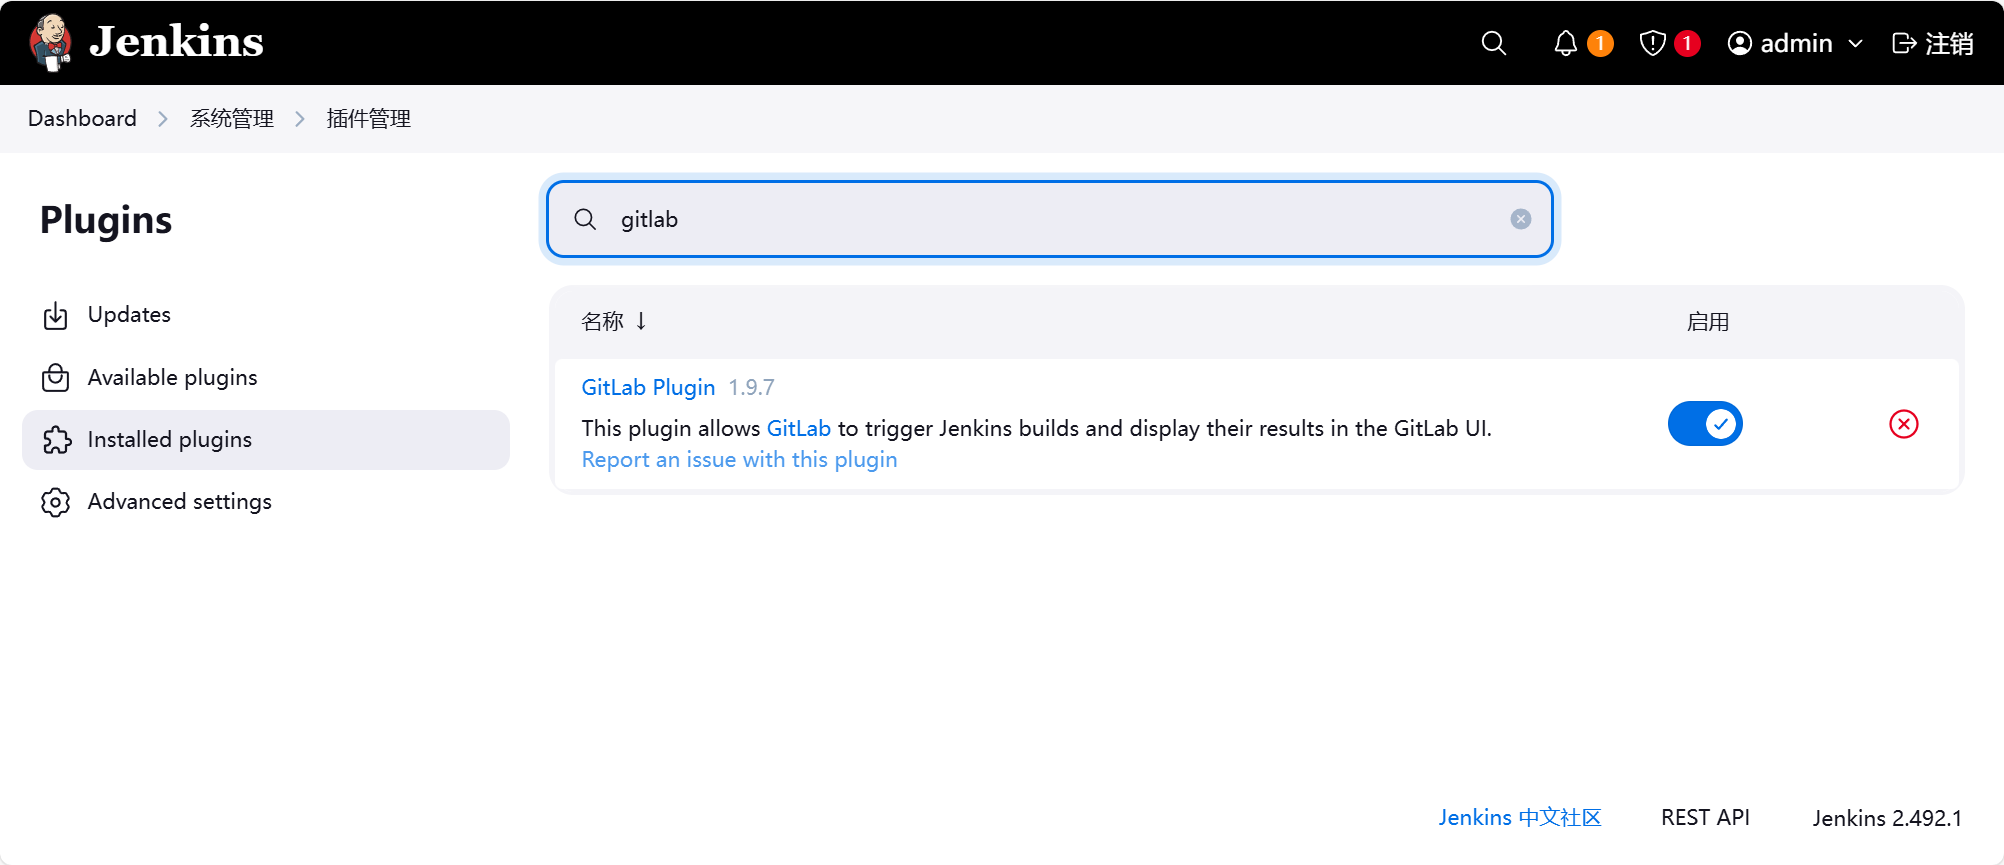 Jenkins
1
1
admin
注销
Dashboard
系统管理
插件管理
Plugins
gitlab
Updates
Available plugins
Installed plugins
Advanced settings
名称 ↓
启用
GitLab Plugin 1.9.7
This plugin allows GitLab to trigger Jenkins builds and display their results in the GitLab UI.
Report an issue with this plugin
Jenkins 中文社区
REST API
Jenkins 2.492.1